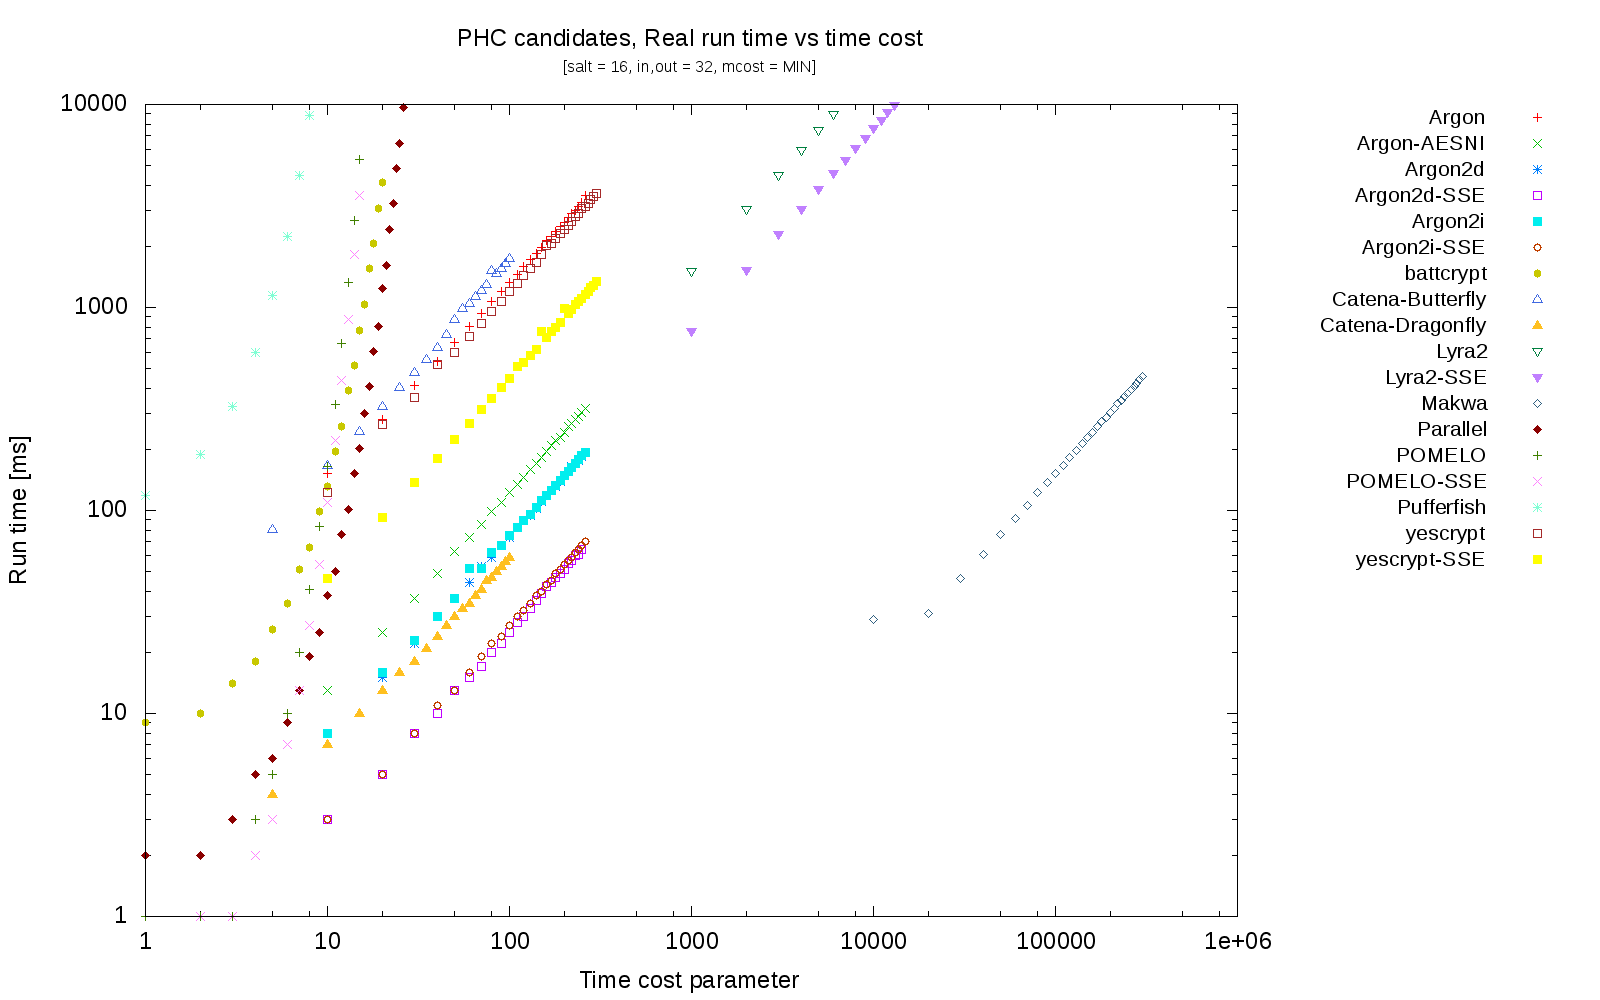 PHC candidates, Real run time vs time cost
[salt = 16, in,out = 32, mcost = MIN]
10000
1000
100
10
1
Run time [ms]
1 10 100 1000 10000 100000 1e+06
Time cost parameter
Argon
Argon-AESNI
Argon2d
Argon2d-SSE
Argon2i
Argon2i-SSE
battcrypt
Catena-Butterfly
Catena-Dragonfly
Lyra2
Lyra2-SSE
Makwa
Parallel
POMELO
POMELO-SSE
Pufferfish
yescrypt
yescrypt-SSE